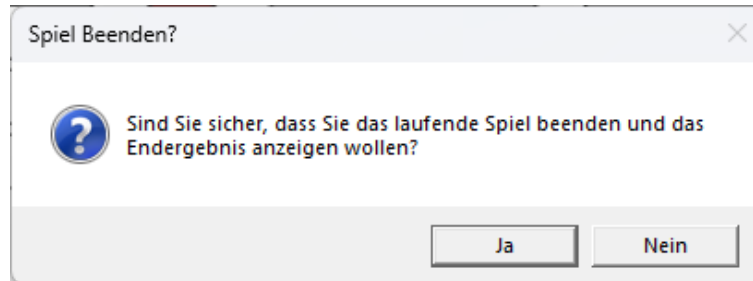 Spiel Beenden?
Sind Sie sicher, dass Sie das laufende Spiel beenden und das
Endergebnis anzeigen wollen?
Ja
Nein